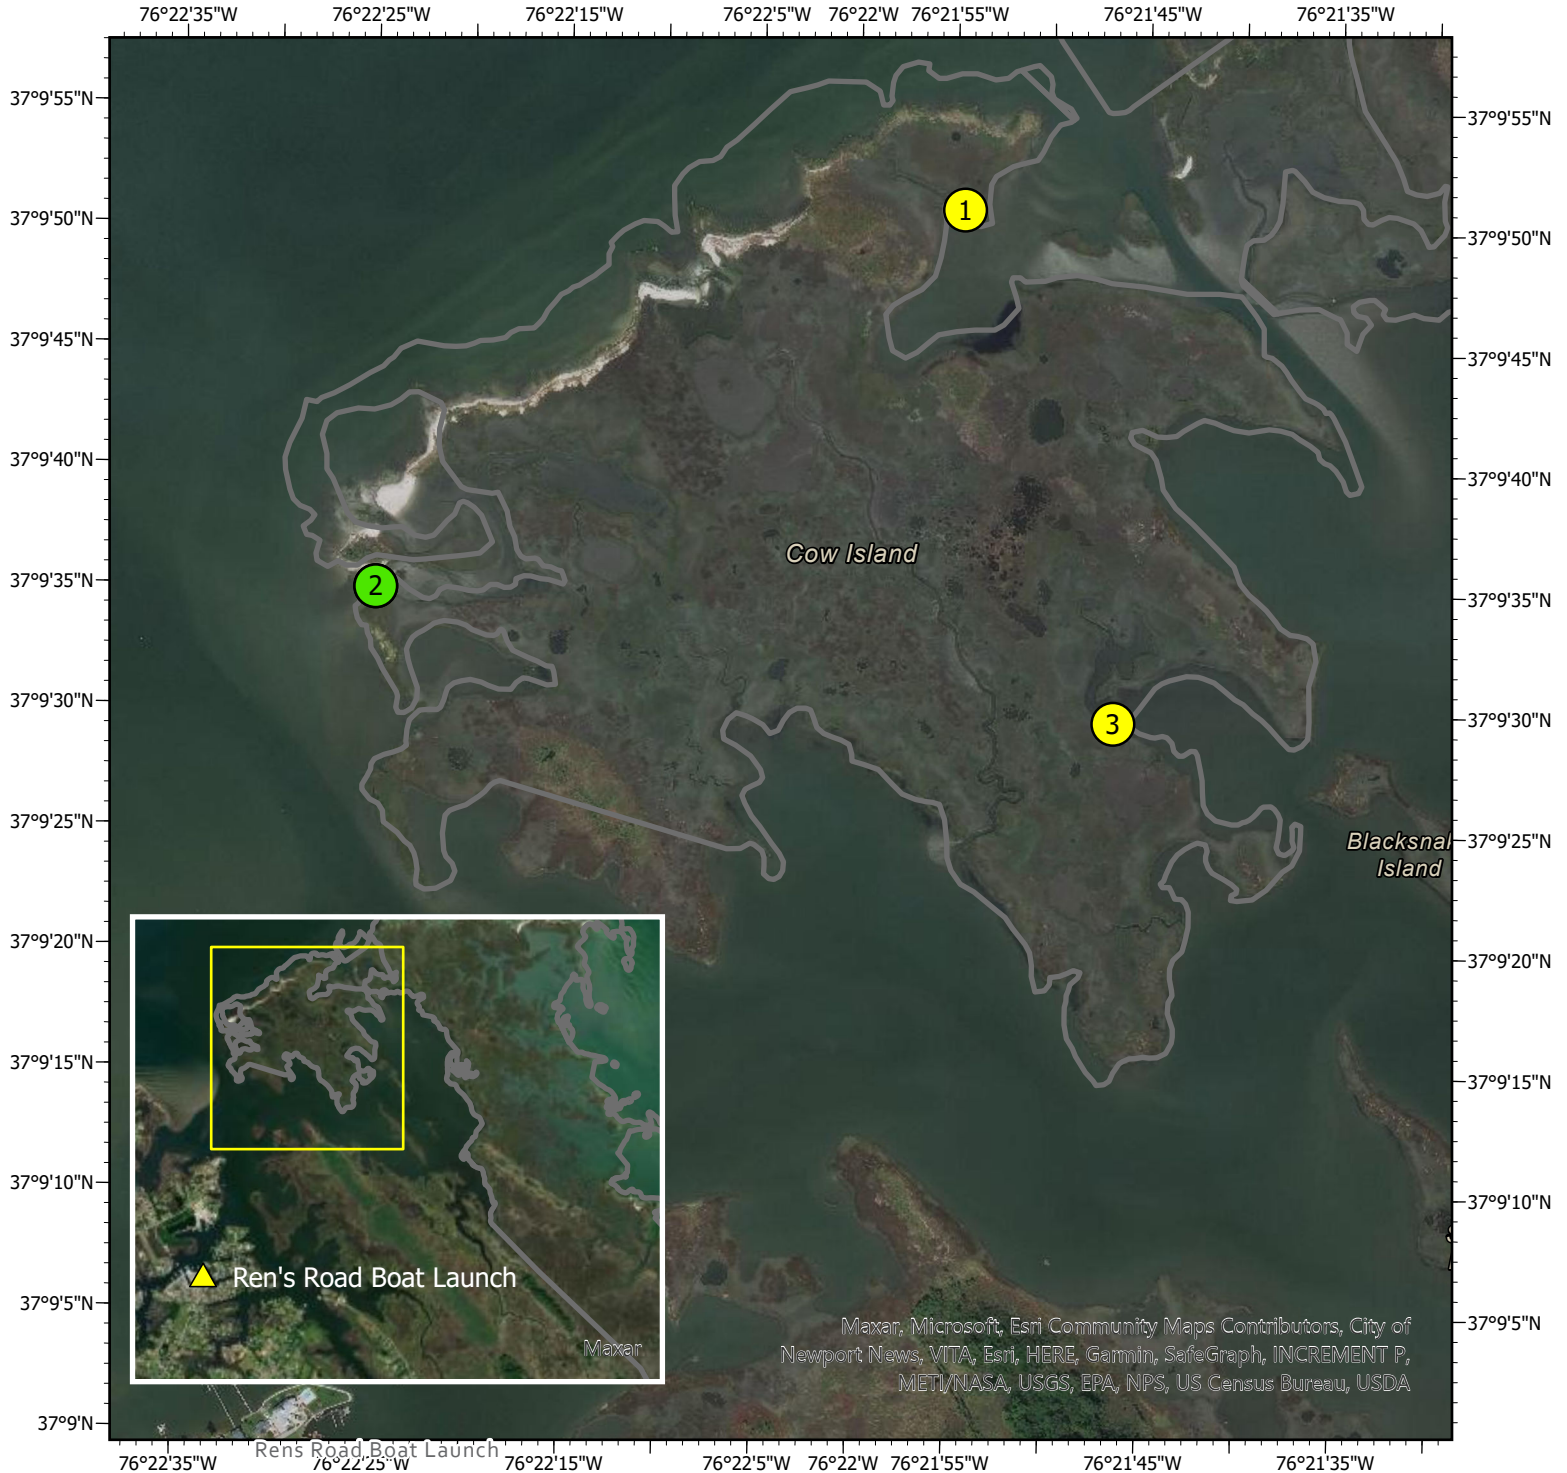 76°22'35"W 76°22'25"W 76°22'15"W 76°22'5"W 76°22'W 76°21'55"W 76°21'45"W 76°21'35"W
37°9'55"N
37°9'55"N
1
37°9'50"N
37°9'50"N
37°9'45"N
37°9'45"N
37°9'40"N
37°9'40"N
Cow Island
37°9'35"N
2
37°9'35"N
37°9'30"N
3
37°9'30"N
37°9'25"N
37°9'25"N
Blacksnak
Island
37°9'20"N
37°9'20"N
37°9'15"N
37°9'15"N
37°9'10"N
37°9'10"N
Ren's Road Boat Launch
37°9'5"N
37°9'5"N
Maxar
Maxar, Microsoft, Esri Community Maps Contributors, City of
Newport News, VITA, Esri, HERE, Garmin, SafeGraph, INCREMENT P,
METI/NASA, USGS, EPA, NPS, US Census Bureau, USDA
37°9'N
Rens Road Boat Launch
76°22'35"W 76°22'25"W 76°22'15"W 76°22'5"W 76°22'W 76°21'55"W 76°21'45"W 76°21'35"W